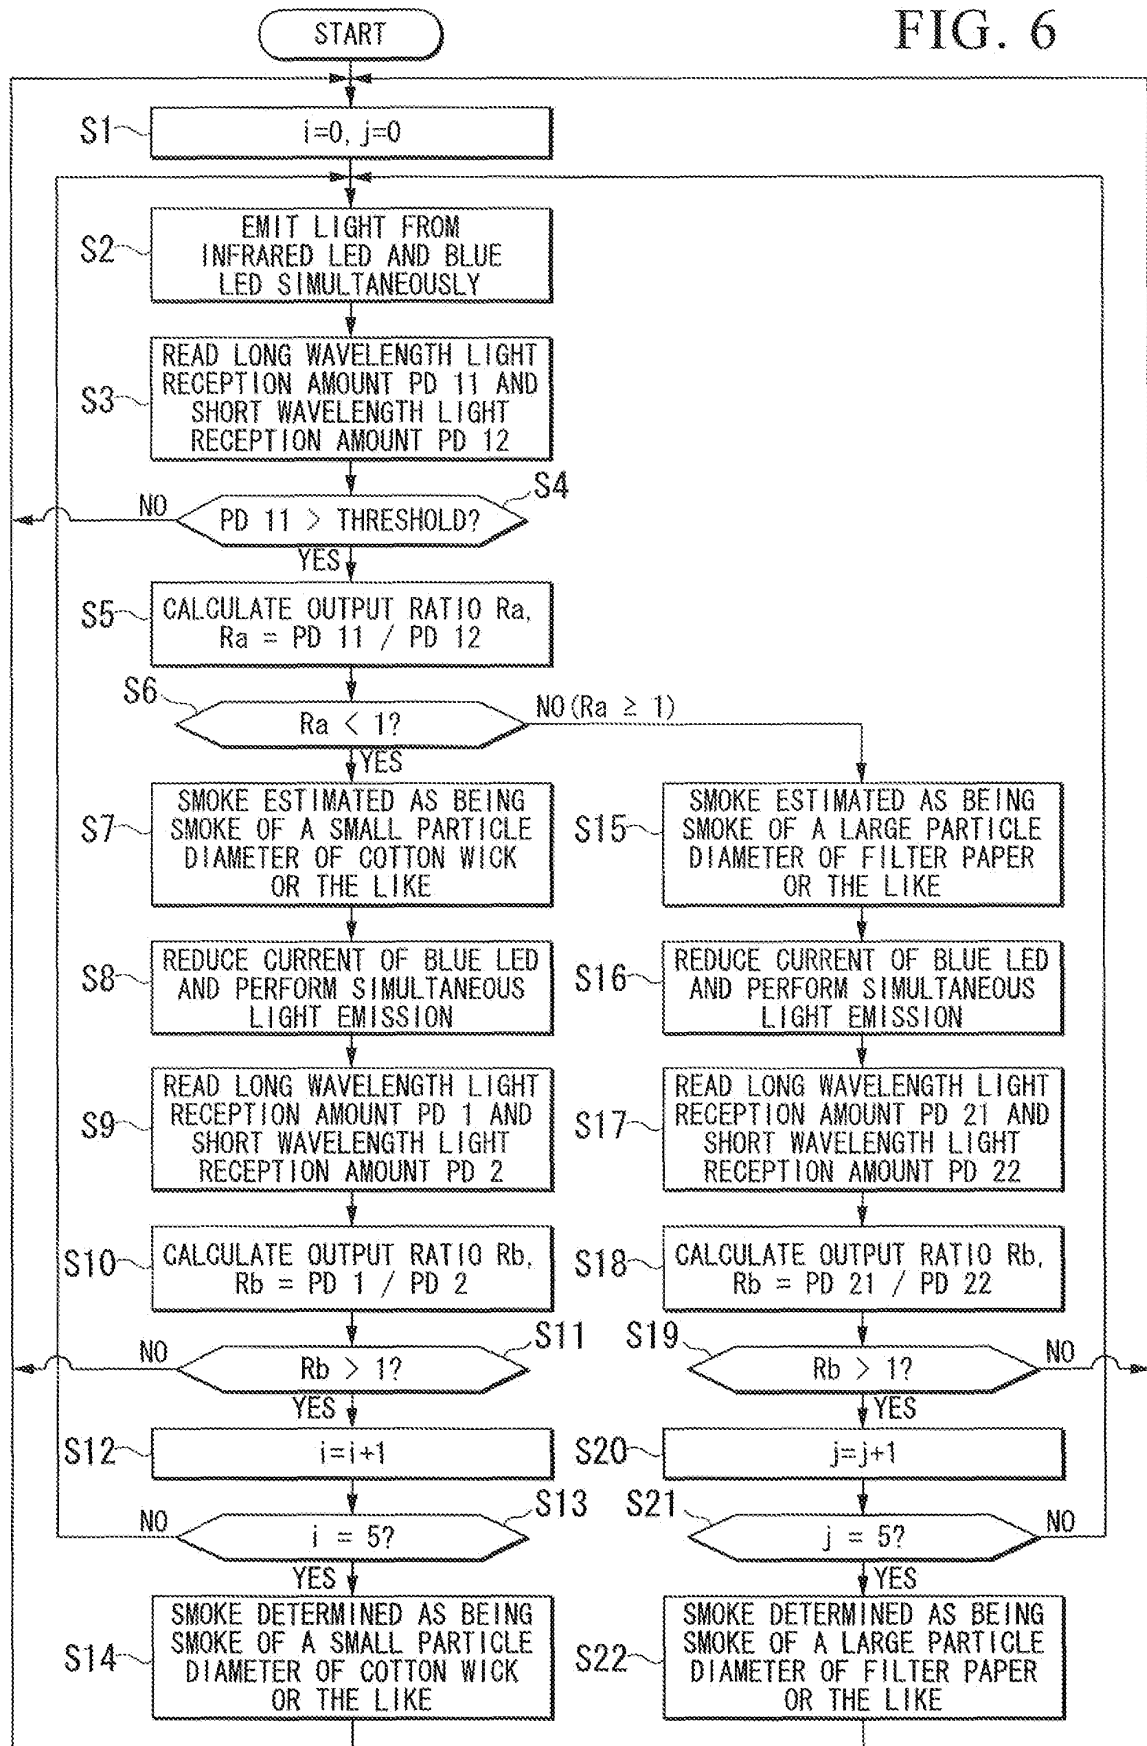 FIG. 6
START
S1
i=0, j=0
S2
EMIT LIGHT FROM
INFRARED LED AND BLUE
LED SIMULTANEOUSLY
S3
READ LONG WAVELENGTH LIGHT
RECEPTION AMOUNT PD 11 AND
SHORT WAVELENGTH LIGHT
RECEPTION AMOUNT PD 12
S4
NO
PD 11 > THRESHOLD?
YES
S5
CALCULATE OUTPUT RATIO Ra,
Ra = PD 11 / PD 12
S6
Ra < 1?
NO (Ra ≥ 1)
YES
S7
SMOKE ESTIMATED AS BEING
SMOKE OF A SMALL PARTICLE
DIAMETER OF COTTON WICK
OR THE LIKE
S8
REDUCE CURRENT OF BLUE LED
AND PERFORM SIMULTANEOUS
LIGHT EMISSION
S9
READ LONG WAVELENGTH LIGHT
RECEPTION AMOUNT PD 1 AND
SHORT WAVELENGTH LIGHT
RECEPTION AMOUNT PD 2
S10
CALCULATE OUTPUT RATIO Rb,
Rb = PD 1 / PD 2
S11
NO
Rb > 1?
YES
S12
i=i+1
S13
NO
i = 5?
YES
S14
SMOKE DETERMINED AS BEING
SMOKE OF A SMALL PARTICLE
DIAMETER OF COTTON WICK
OR THE LIKE
S15
SMOKE ESTIMATED AS BEING
SMOKE OF A LARGE PARTICLE
DIAMETER OF FILTER PAPER
OR THE LIKE
S16
REDUCE CURRENT OF BLUE LED
AND PERFORM SIMULTANEOUS
LIGHT EMISSION
S17
READ LONG WAVELENGTH LIGHT
RECEPTION AMOUNT PD 21 AND
SHORT WAVELENGTH LIGHT
RECEPTION AMOUNT PD 22
S18
CALCULATE OUTPUT RATIO Rb,
Rb = PD 21 / PD 22
S19
Rb > 1?
NO
YES
S20
j=j+1
S21
j = 5?
NO
YES
S22
SMOKE DETERMINED AS BEING
SMOKE OF A LARGE PARTICLE
DIAMETER OF FILTER PAPER
OR THE LIKE